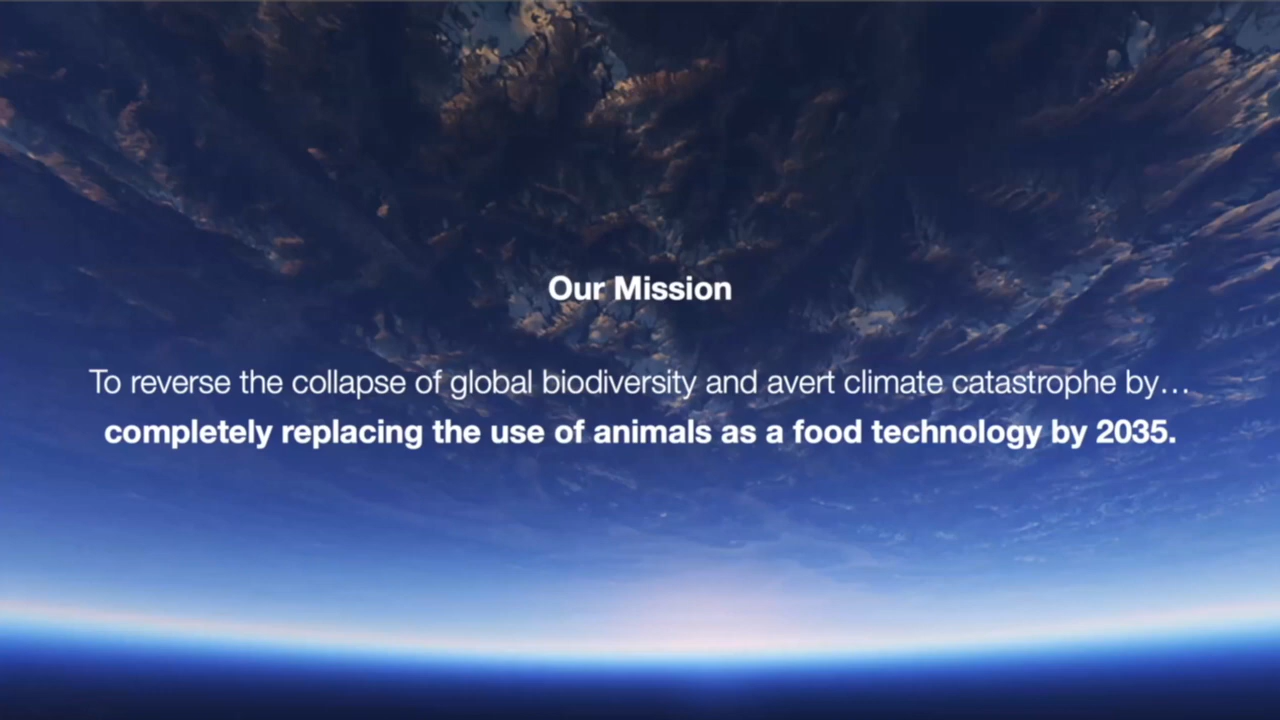 Our Mission
To reverse the collapse of global biodiversity and avert climate catastrophe by…
completely replacing the use of animals as a food technology by 2035.